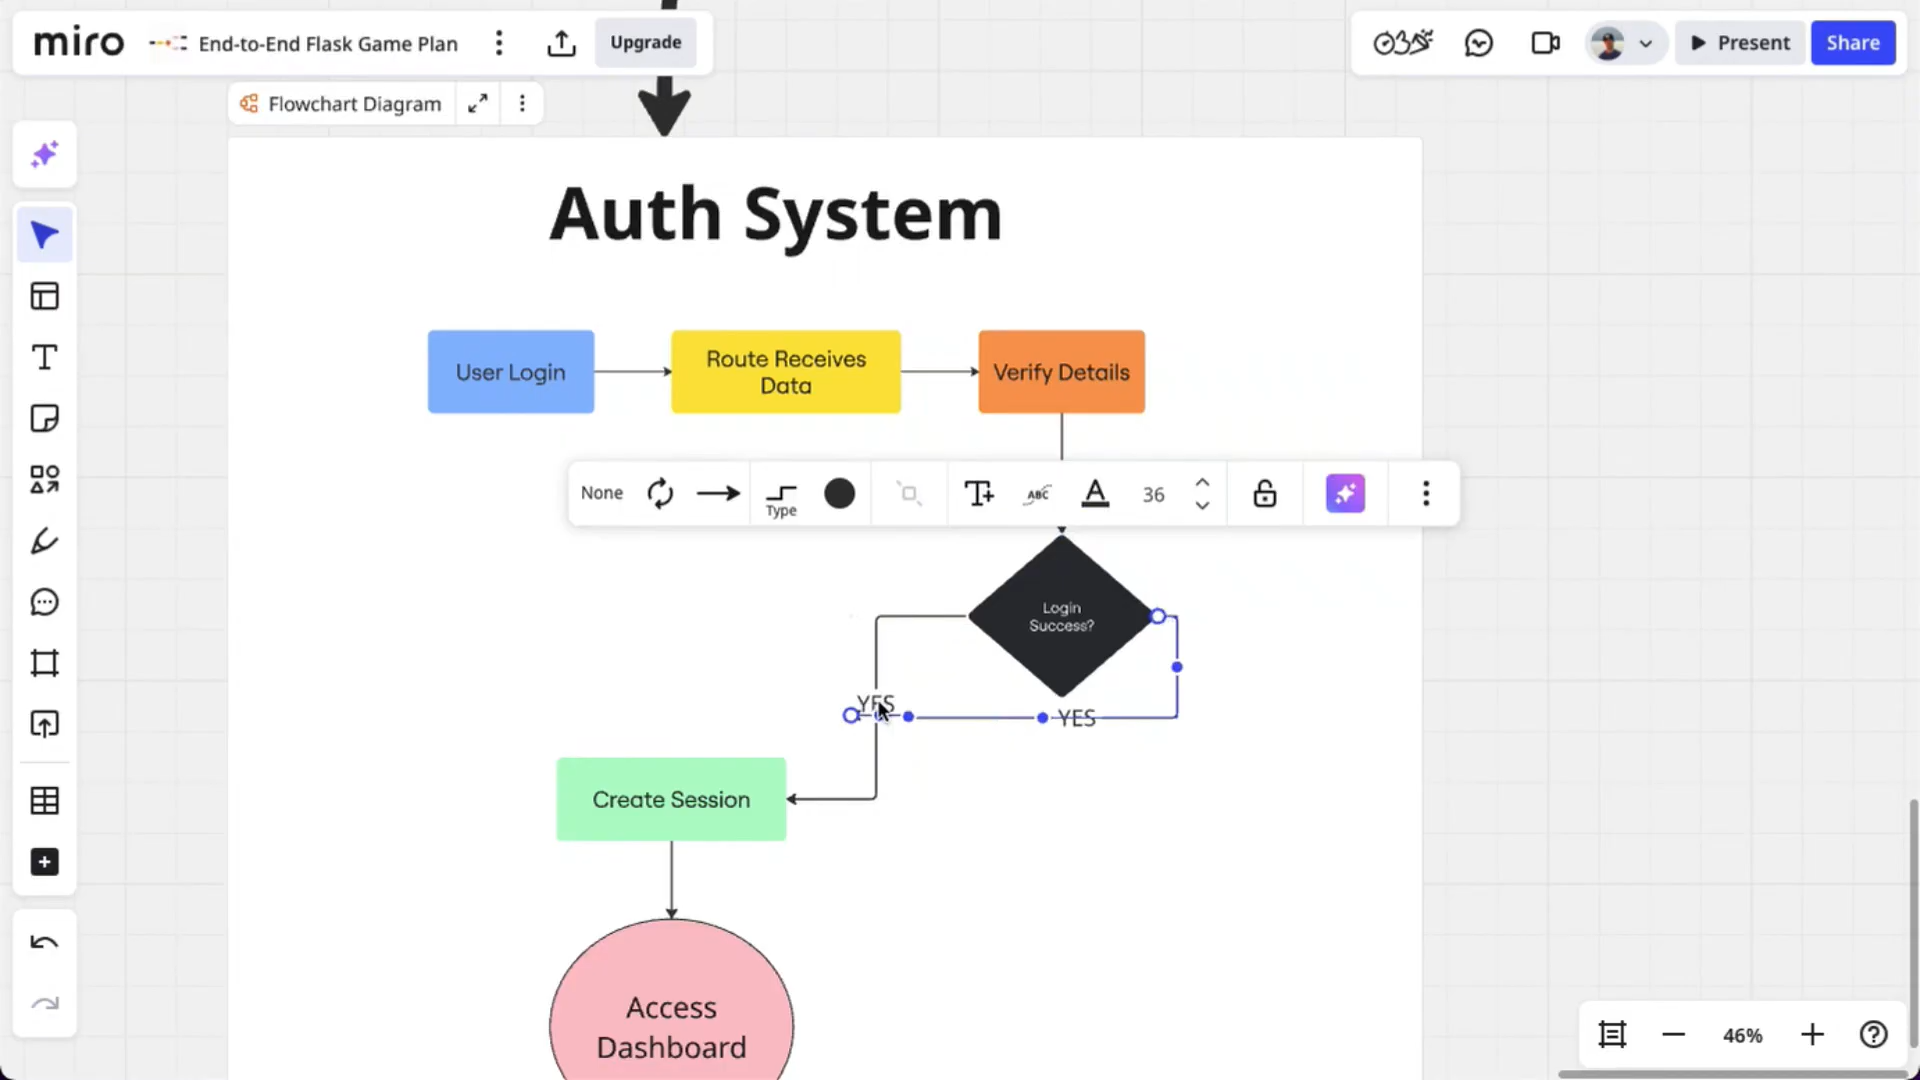 miro
End-to-End Flask Game Plan
Upgrade
Present
Share
Flowchart Diagram
Auth System
User Login
Route Receives
Data
Verify Details
None
Type
ABC
A
36
Login
Success?
YES
YES
Create Session
Access
Dashboard
46%